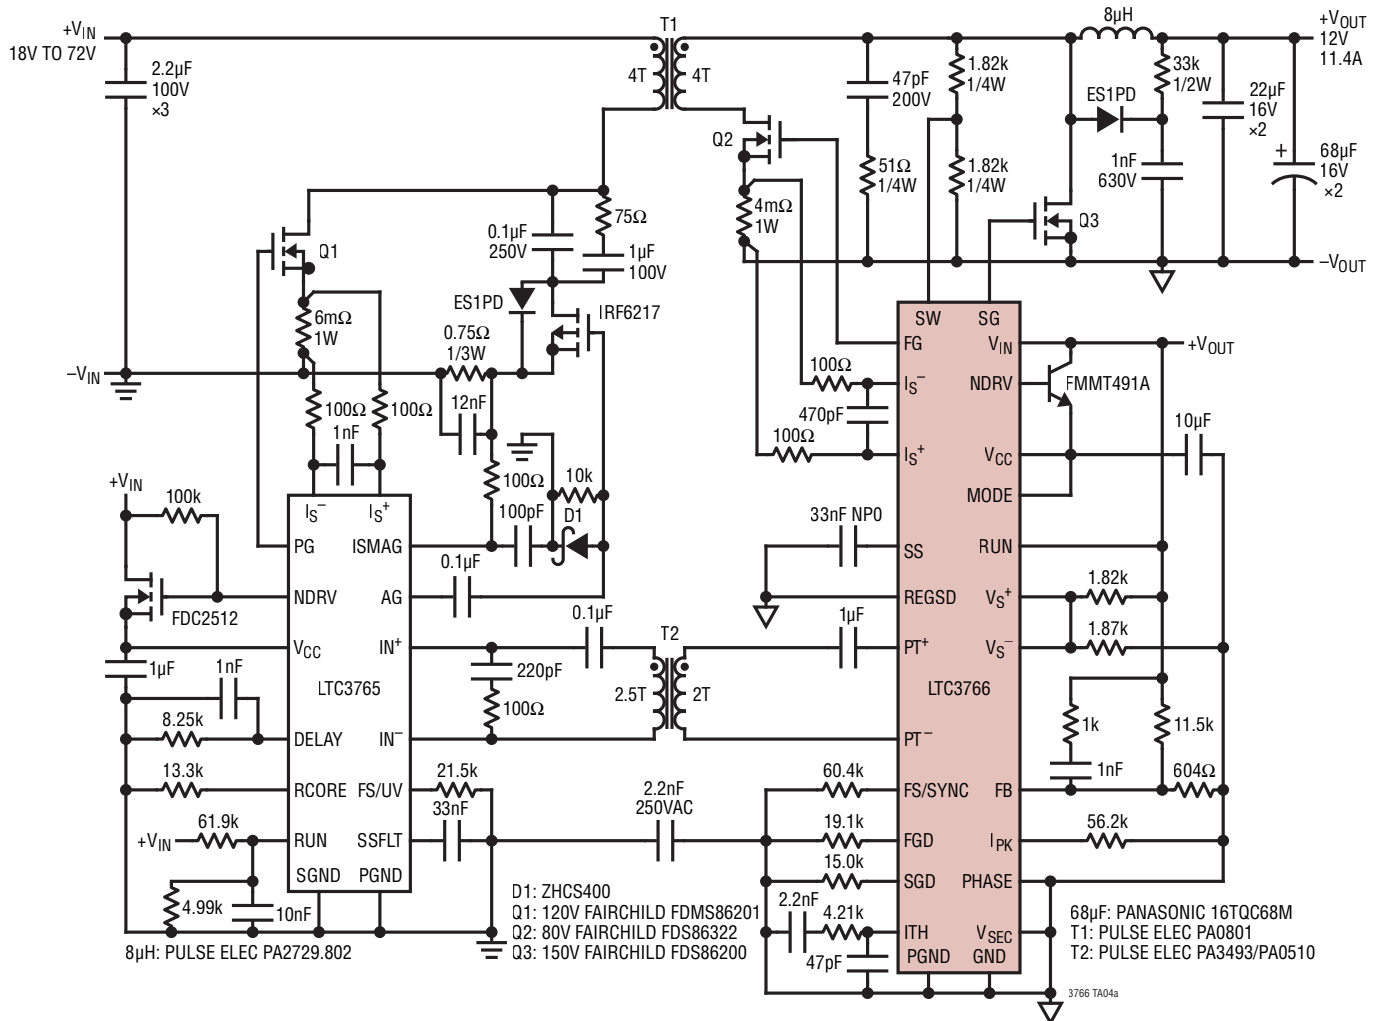 +VIN
18V TO 72V
2.2µF
100V
×3
T1
4T
4T
47pF
200V
1.82k
1/4W
8µH
33k
1/2W
+VOUT
12V
11.4A
ES1PD
22µF
16V
×2
Q2
51Ω
1/4W
1.82k
1/4W
1nF
630V
68µF
16V
×2
+
4mΩ
1W
Q3
–VOUT
75Ω
0.1µF
250V
1µF
100V
Q1
ES1PD
IRF6217
6mΩ
1W
0.75Ω
1/3W
–VIN
100Ω
100Ω
12nF
1nF
100Ω
10k
100pF
D1
0.1µF
SW
SG
FG
VIN
+VOUT
100Ω
IS–
NDRV
FMMT491A
470pF
10µF
100Ω
IS+
VCC
MODE
33nF NP0
SS
RUN
REGSD
VS+
1.82k
1µF
PT+
VS–
1.87k
LTC3766
PT–
1k
11.5k
1nF
60.4k
FS/SYNC
FB
604Ω
19.1k
FGD
IPK
56.2k
15.0k
SGD
PHASE
2.2nF
4.21k
ITH
VSEC
47pF
PGND
GND
+VIN
100k
IS–
IS+
PG
ISMAG
NDRV
AG
FDC2512
0.1µF
VCC
IN+
1µF
1nF
220pF
T2
2.5T
2T
LTC3765
100Ω
8.25k
DELAY
IN–
13.3k
RCORE
FS/UV
21.5k
33nF
2.2nF
250VAC
61.9k
+VIN
RUN
SSFLT
SGND
PGND
4.99k
10nF
8µH: PULSE ELEC PA2729.802
D1: ZHCS400
Q1: 120V FAIRCHILD FDMS86201
Q2: 80V FAIRCHILD FDS86322
Q3: 150V FAIRCHILD FDS86200
68µF: PANASONIC 16TQC68M
T1: PULSE ELEC PA0801
T2: PULSE ELEC PA3493/PA0510
3766 TA04a